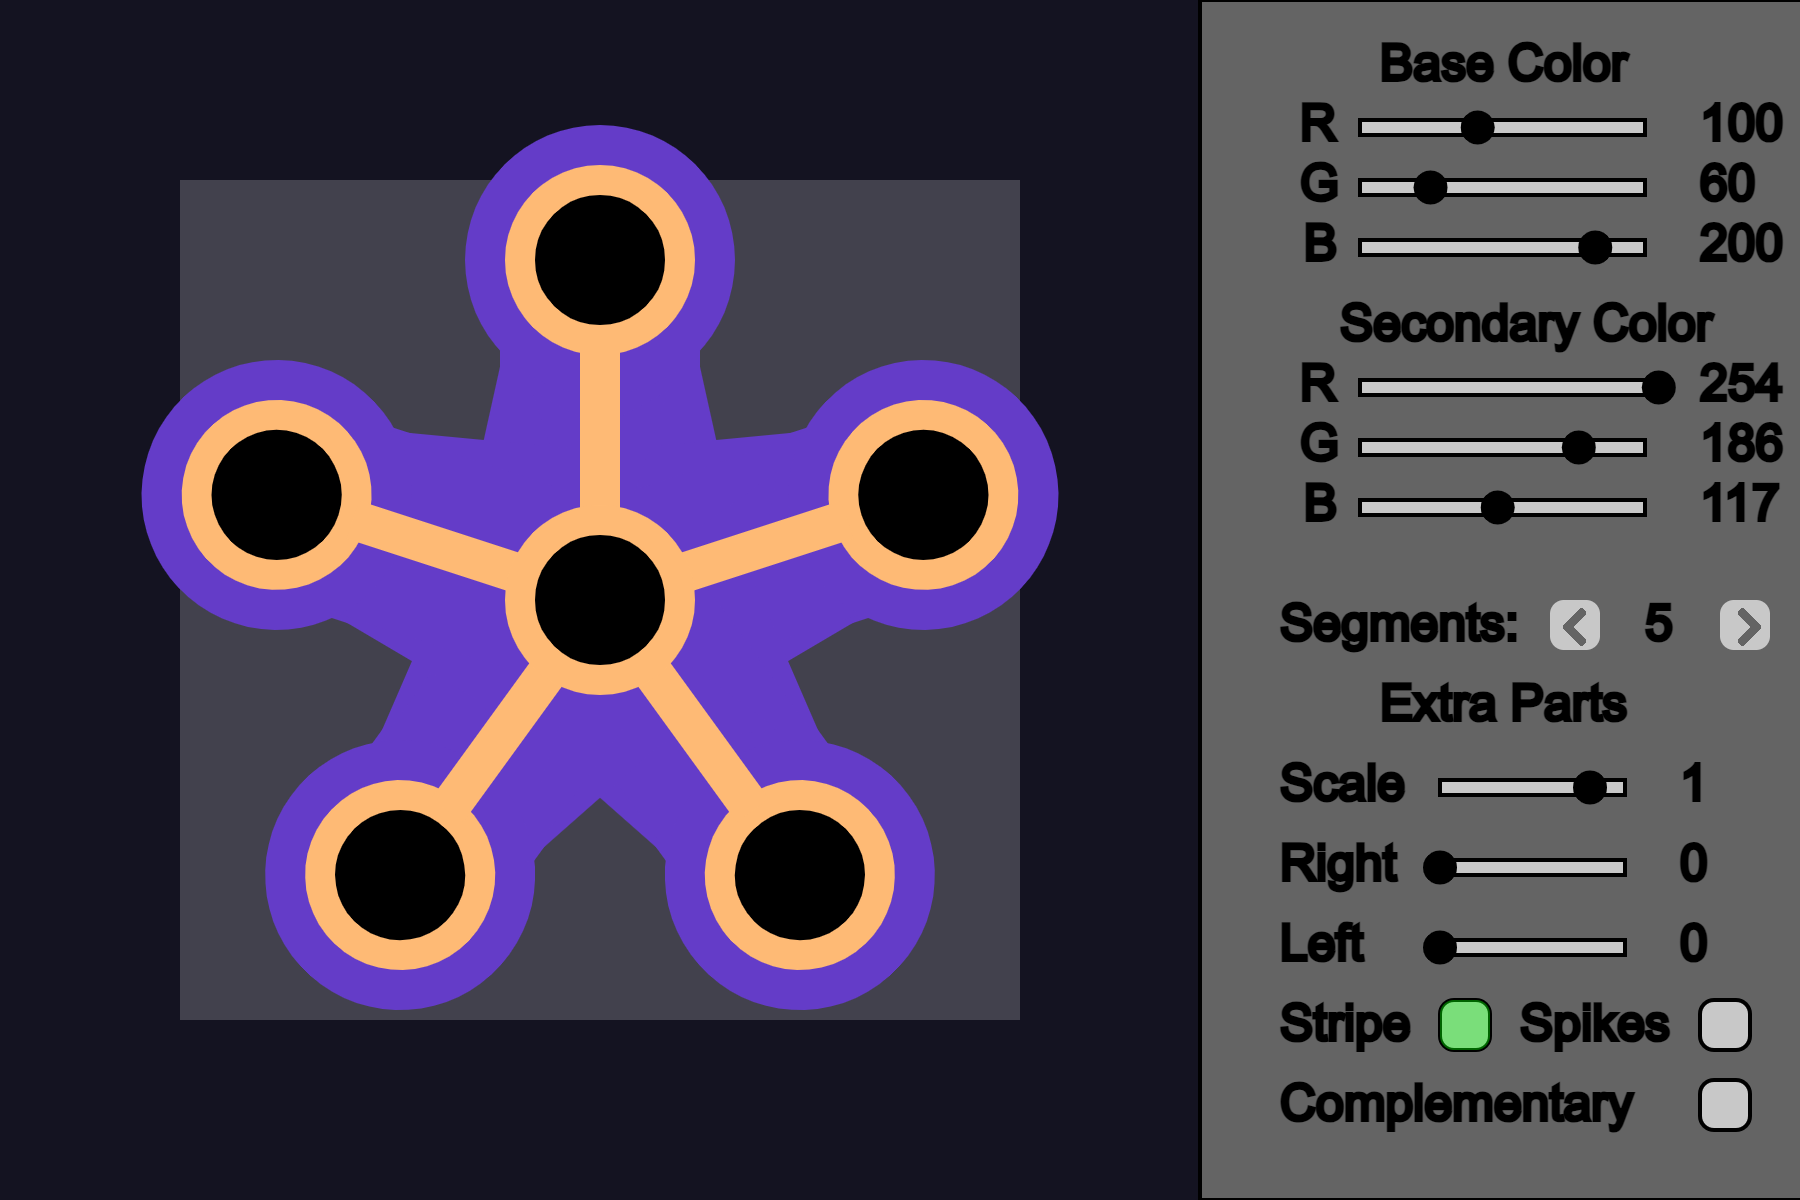 Base Color
R 100
G 60
B 200
Secondary Color
R 254
G 186
B 117
Segments: 5
Extra Parts
Scale 1
Right 0
Left 0
Stripe Spikes
Complementary